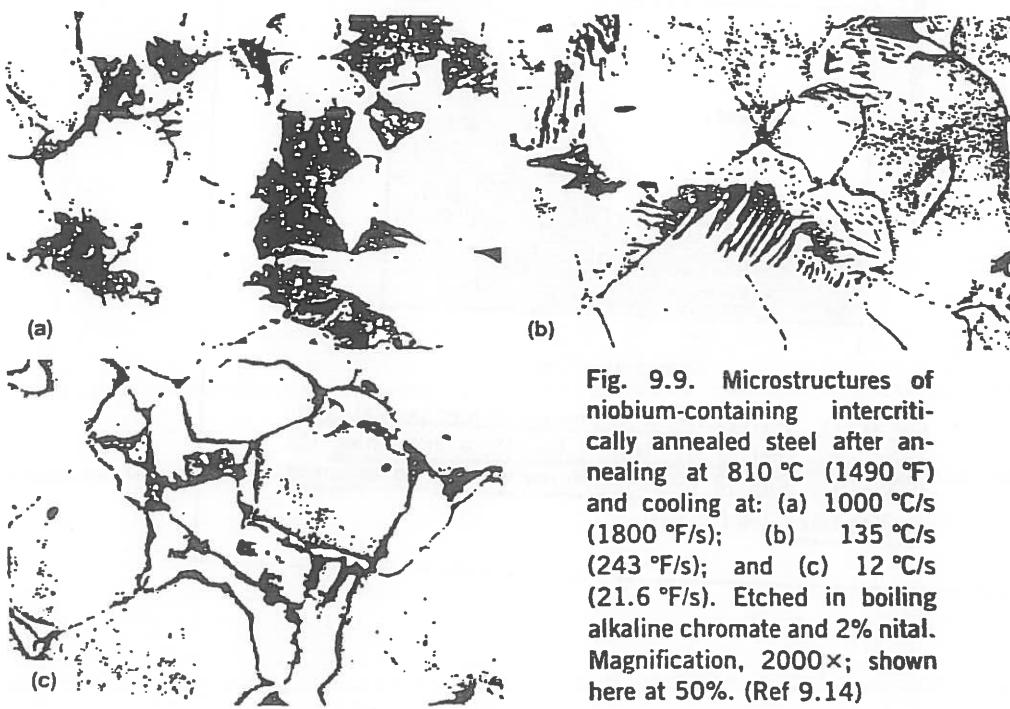 (a)
(b)
(c)
Fig. 9.9. Microstructures of
niobium-containing intercriti-
cally annealed steel after an-
nealing at 810 °C (1490 °F)
and cooling at: (a) 1000 °C/s
(1800 °F/s); (b) 135 °C/s
(243 °F/s); and (c) 12 °C/s
(21.6 °F/s). Etched in boiling
alkaline chromate and 2% nital.
Magnification, 2000×; shown
here at 50%. (Ref 9.14)